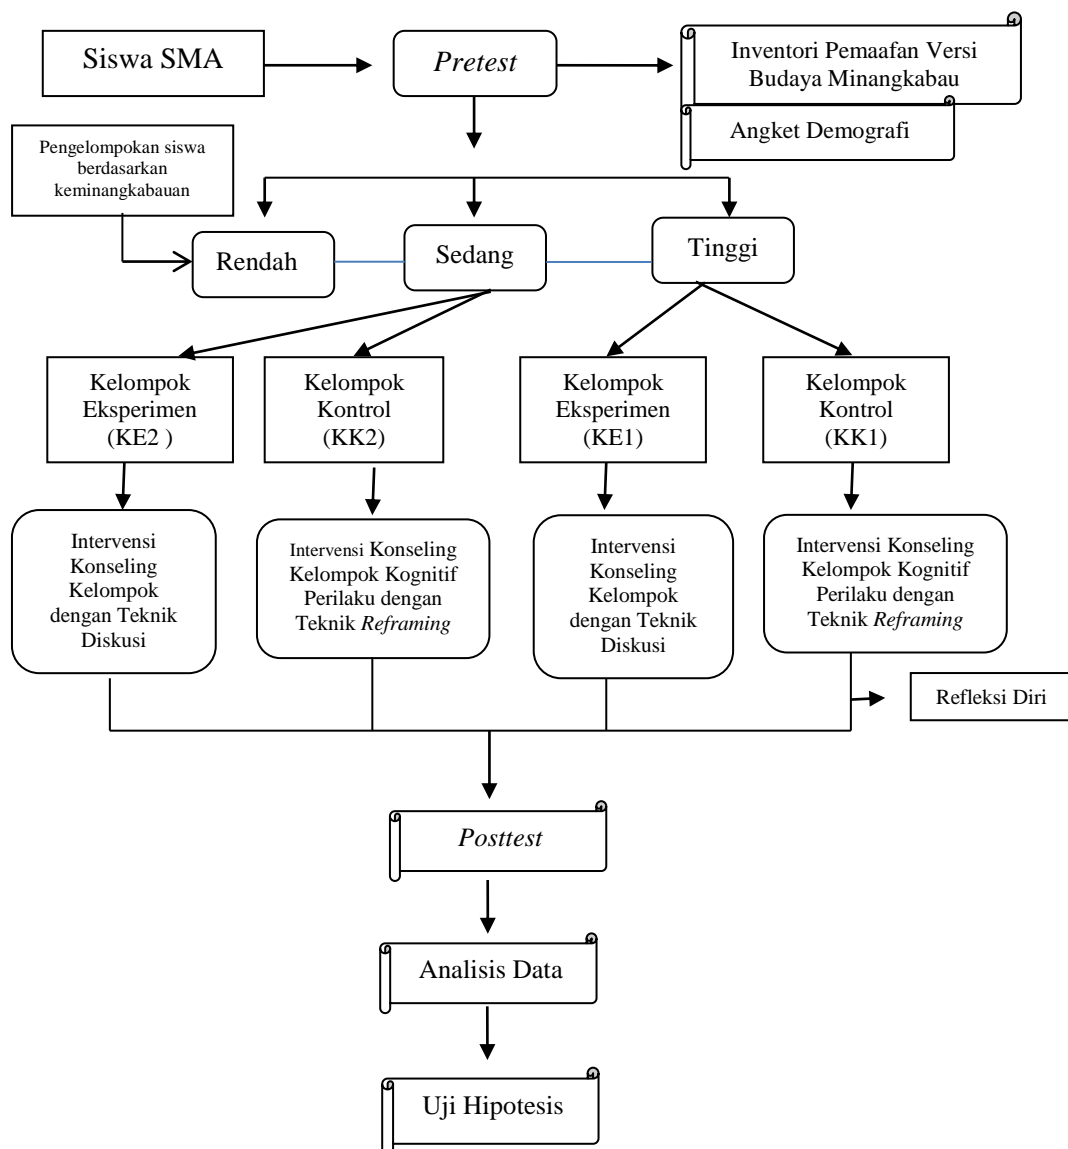 Siswa SMA
Pretest
Inventori Pemaafan Versi
Budaya Minangkabau
Angket Demografi
Pengelompokan siswa
berdasarkan
keminangkabauan
Rendah
Sedang
Tinggi
Kelompok
Eksperimen
(KE2 )
Kelompok
Kontrol
(KK2)
Kelompok
Eksperimen
(KE1)
Kelompok
Kontrol
(KK1)
Intervensi
Konseling
Kelompok
dengan Teknik
Diskusi
Intervensi Konseling
Kelompok Kognitif
Perilaku dengan
Teknik Reframing
Intervensi
Konseling
Kelompok
dengan Teknik
Diskusi
Intervensi Konseling
Kelompok Kognitif
Perilaku dengan
Teknik Reframing
Refleksi Diri
Posttest
Analisis Data
Uji Hipotesis